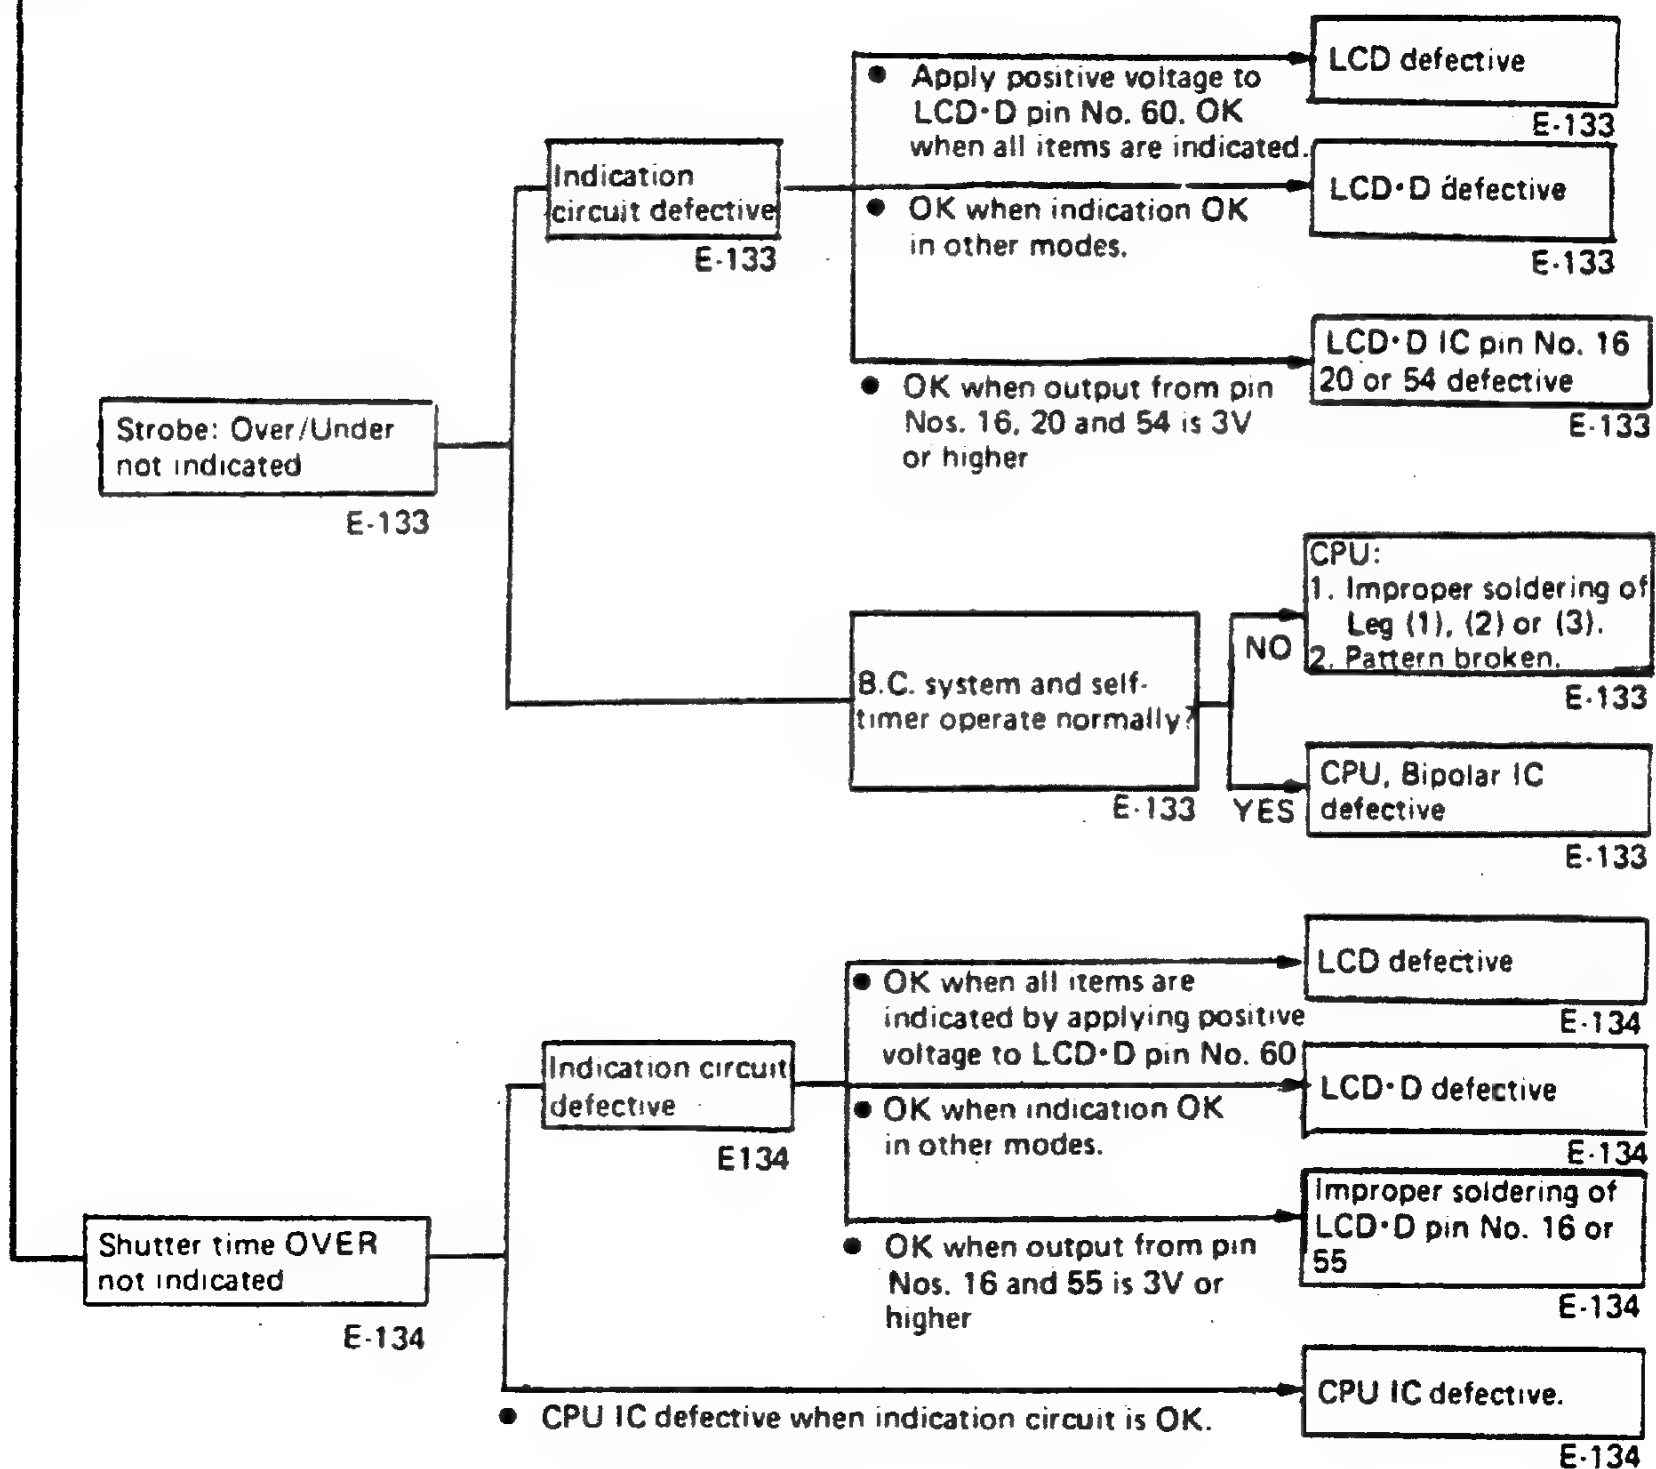 LCD defective
E-133
● Apply positive voltage to
LCD•D pin No. 60. OK
when all items are indicated.
Indication
circuit defective
E-133
LCD•D defective
E-133
● OK when indication OK
in other modes.
LCD•D IC pin No. 16
20 or 54 defective
E-133
● OK when output from pin
Nos. 16, 20 and 54 is 3V
or higher
Strobe: Over/Under
not indicated
E-133
CPU:
1. Improper soldering of
Leg (1), (2) or (3).
2. Pattern broken.
E-133
NO
B.C. system and self-
timer operate normally?
E-133
YES
CPU, Bipolar IC
defective
E-133
LCD defective
E-134
● OK when all items are
indicated by applying positive
voltage to LCD•D pin No. 60
Indication circuit
defective
E134
LCD•D defective
E-134
● OK when indication OK
in other modes.
Improper soldering of
LCD•D pin No. 16 or
55
E-134
● OK when output from pin
Nos. 16 and 55 is 3V or
higher
Shutter time OVER
not indicated
E-134
CPU IC defective.
E-134
● CPU IC defective when indication circuit is OK.